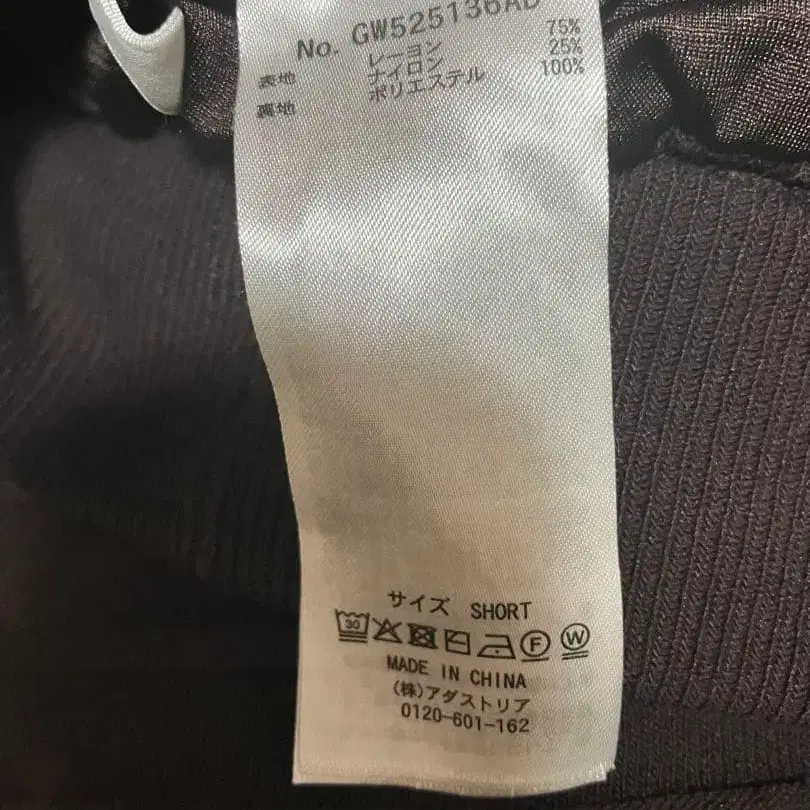 No. GW525136AD
表地 レーヨン 75%
ナイロン 25%
裏地 ポリエステル 100%
サイズ SHORT
30 F W
MADE IN CHINA
(株)アダストリア
0120-601-162